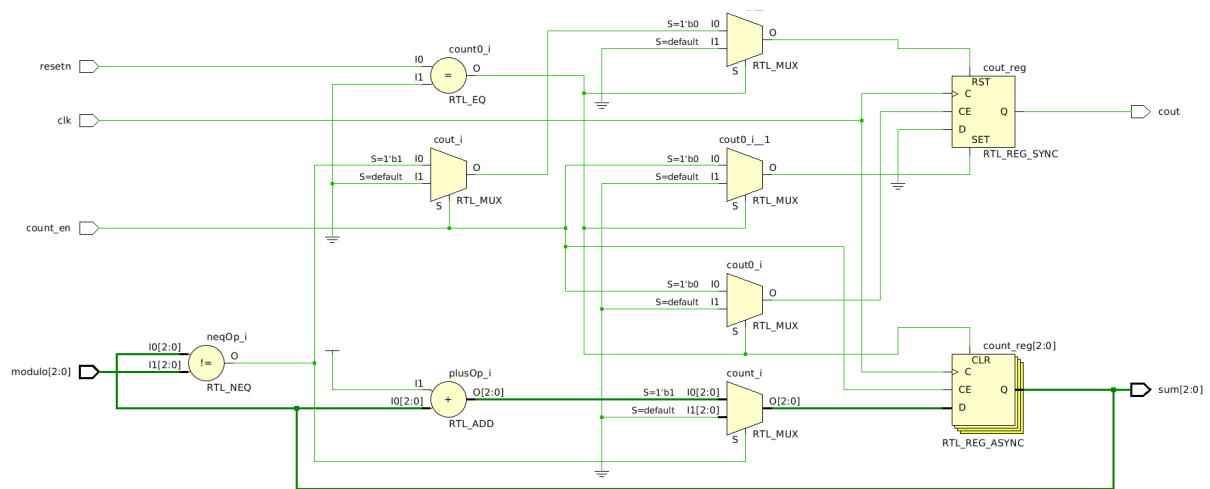 S=1'b0 I0
S=default I1
O
S
RTL_MUX
count0_i
resetn
I0
I1
O
=
RTL_EQ
cout_reg
RST
C
CE
D
Q
SET
RTL_REG_SYNC
cout
clk
cout_i
S=1'b1 I0
S=default I1
O
S
RTL_MUX
cout0_i__1
S=1'b0 I0
S=default I1
O
S
RTL_MUX
count_en
cout0_i
S=1'b0 I0
S=default I1
O
S
RTL_MUX
neqOp_i
I0[2:0]
I1[2:0]
O
!=
RTL_NEQ
modulo[2:0]
plusOp_i
I1
I0[2:0]
O[2:0]
+
RTL_ADD
count_i
S=1'b1 I0[2:0]
S=default I1[2:0]
O[2:0]
S
RTL_MUX
count_reg[2:0]
CLR
C
CE
D
Q
RTL_REG_ASYNC
sum[2:0]